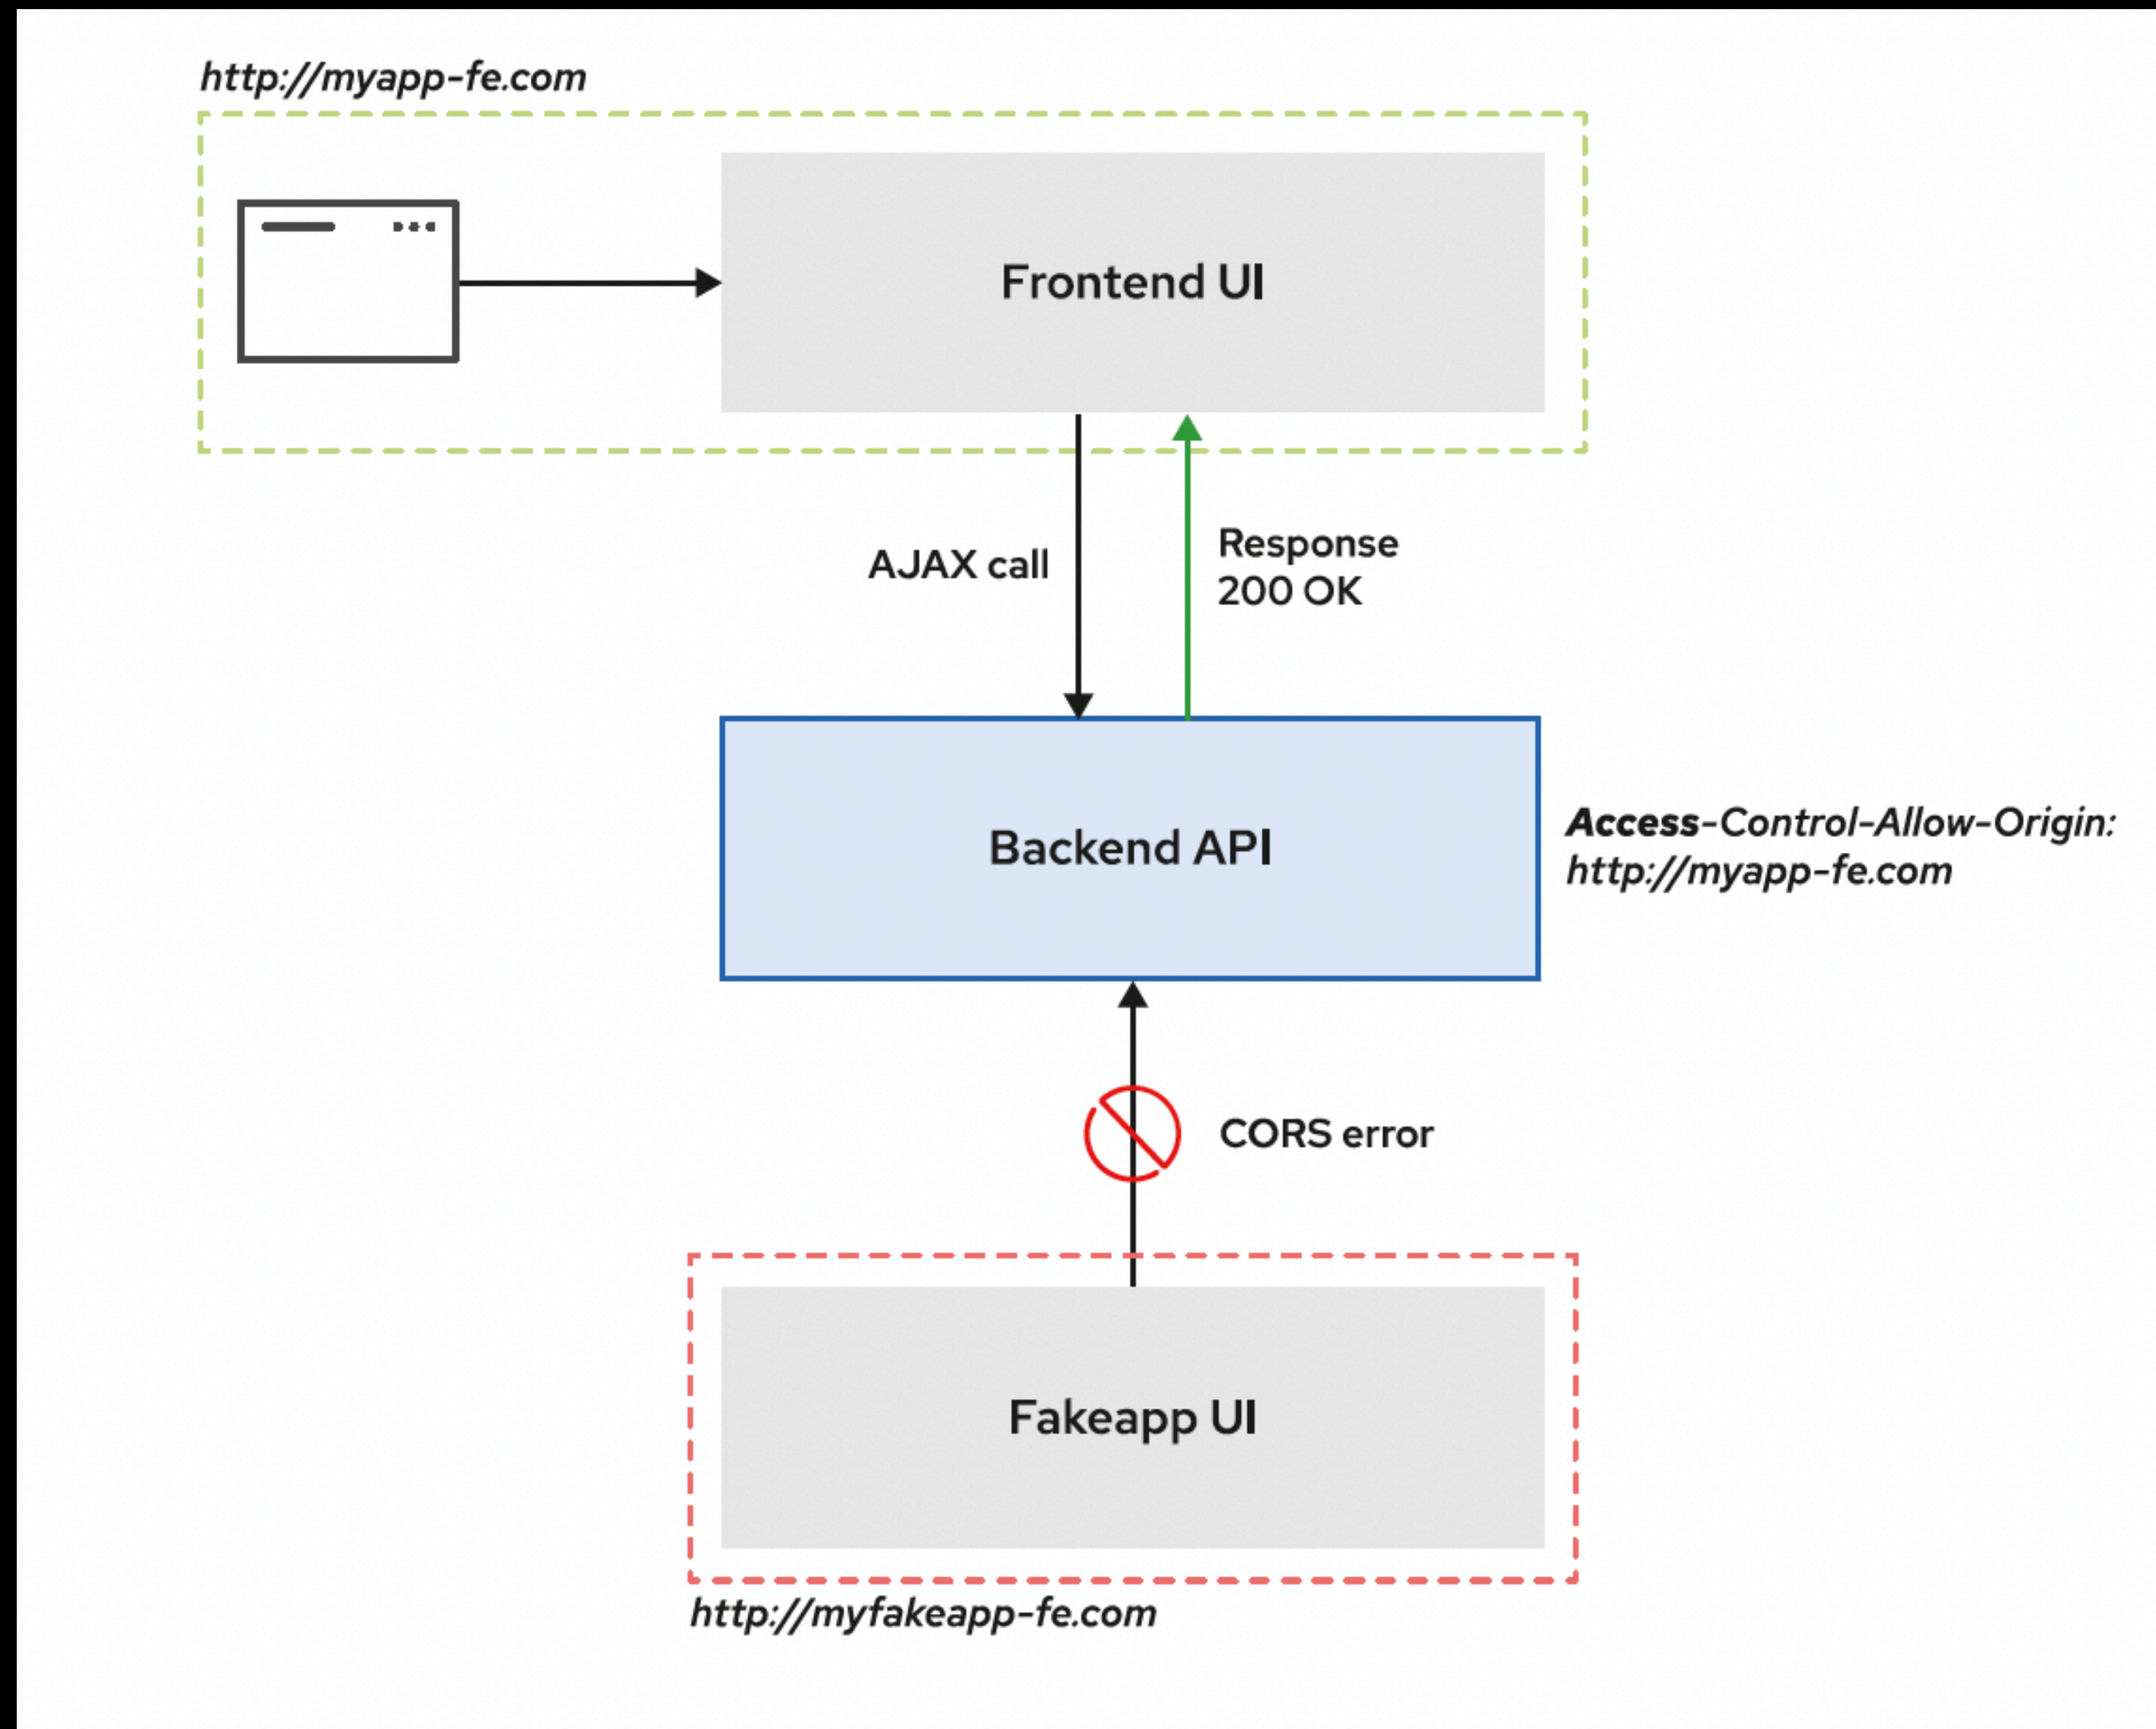 http://myapp-fe.com
Frontend UI
AJAX call
Response
200 OK
Backend API
Access-Control-Allow-Origin:
http://myapp-fe.com
CORS error
Fakeapp UI
http://myfakeapp-fe.com